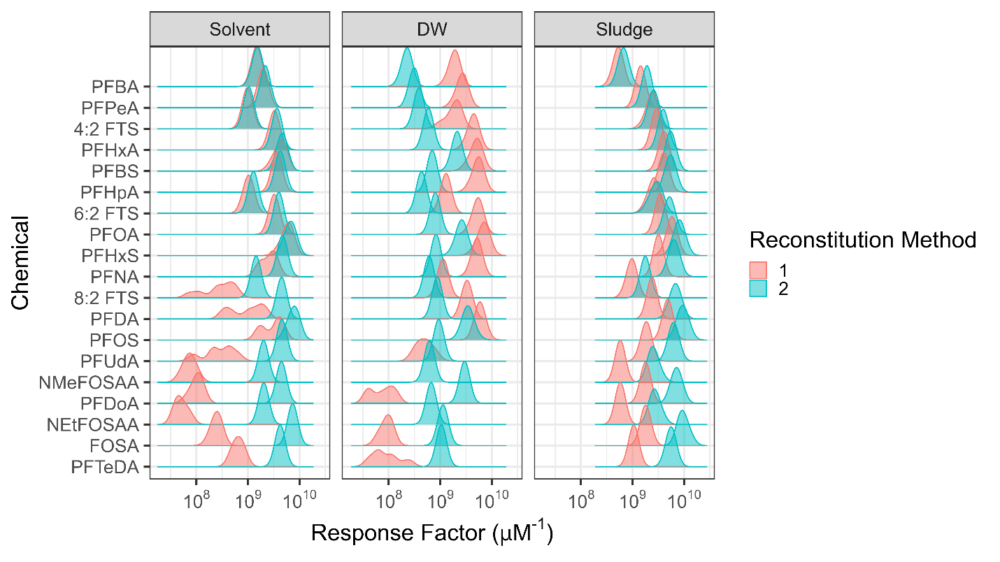 Solvent DW Sludge
PFBA
PFPeA
4:2 FTS
PFHxA
PFBS
PFHpA
6:2 FTS
PFOA
PFHxS
PFNA
8:2 FTS
PFDA
PFOS
PFUdA
NMeFOSAA
PFDoA
NEtFOSAA
FOSA
PFTeDA
Chemical
10⁸ 10⁹ 10¹⁰ 10⁸ 10⁹ 10¹⁰ 10⁸ 10⁹ 10¹⁰
Response Factor (µM⁻¹)
Reconstitution Method
1
2